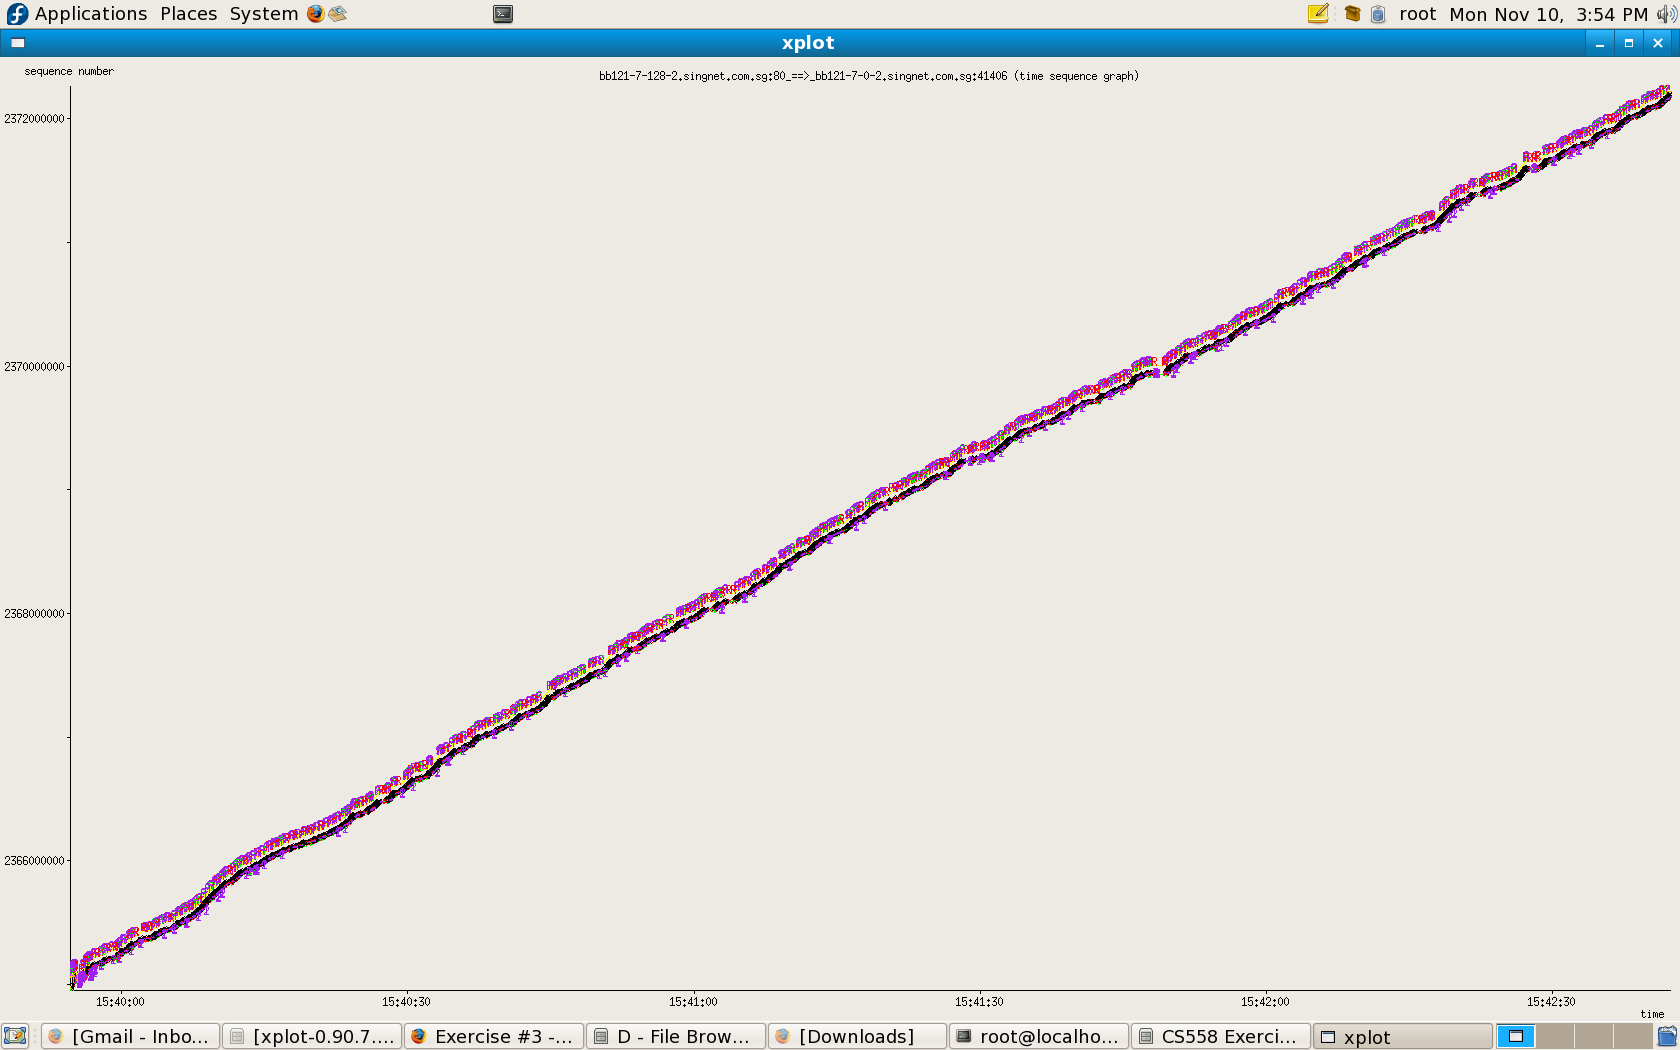 Applications Places System root Mon Nov 10, 3:54 PM
xplot
sequence number
bb121-7-128-2.singnet.com.sg:80_==>_bb121-7-0-2.singnet.com.sg:41406 (time sequence graph)
2372000000
2370000000
2368000000
2366000000
15:40:00 15:40:30 15:41:00 15:41:30 15:42:00 15:42:30
time
[Gmail - Inbo... [xplot-0.90.7.... Exercise #3 -... D - File Brow... [Downloads] root@localho... CS558 Exerci... xplot